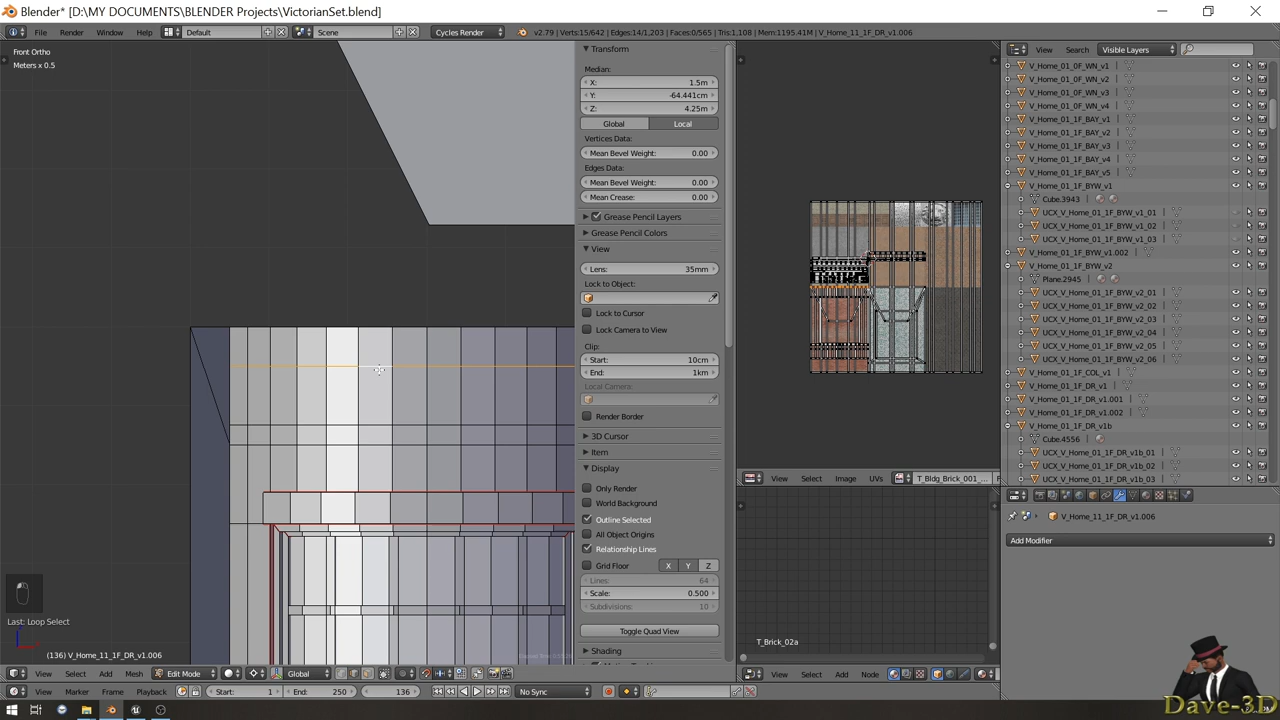 Blender* [D:\MY DOCUMENTS\BLENDER Projects\VictorianSet.blend]
File Render Window Help Default Scene Cycles Render v2.79 | Verts:15/642 | Edges:14/1,203 | Faces:0/565 | Tris:1,108 | Mem:1195.41M | V_Home_11_1F_DR_v1.006
Front Ortho
Meters x 0.5
Transform
Median:
X: 1.5m
Y: -64.441cm
Z: 4.25m
Global Local
Vertices Data:
Mean Bevel Weight: 0.00
Edges Data:
Mean Bevel Weight: 0.00
Mean Crease: 0.00
Grease Pencil Layers
Grease Pencil Colors
View
Lens: 35mm
Lock to Object:
Lock to Cursor
Lock Camera to View
Clip:
Start: 10cm
End: 1km
Local Camera:
Render Border
3D Cursor
Item
Display
Only Render
World Background
Outline Selected
All Object Origins
Relationship Lines
Grid Floor X Y Z
Lines: 64
Scale: 0.500
Subdivisions: 10
Toggle Quad View
Shading
Last: Loop Select
(136) V_Home_11_1F_DR_v1.006
View Select Add Mesh Edit Mode Global
View Marker Frame Playback Start: 1 End: 250 136 No Sync
View Select Image UVs T_Bldg_Brick_001_...
T_Brick_02a
View Select Add Node
View Search Visible Layers
V_Home_01_0F_WN_v1
V_Home_01_0F_WN_v2
V_Home_01_0F_WN_v3
V_Home_01_0F_WN_v4
V_Home_01_1F_BAY_v1
V_Home_01_1F_BAY_v2
V_Home_01_1F_BAY_v3
V_Home_01_1F_BAY_v4
V_Home_01_1F_BAY_v5
V_Home_01_1F_BYW_v1
Cube.3943
UCX_V_Home_01_1F_BYW_v1_01
UCX_V_Home_01_1F_BYW_v1_02
UCX_V_Home_01_1F_BYW_v1_03
V_Home_01_1F_BYW_v1.002
V_Home_01_1F_BYW_v2
Plane.2945
UCX_V_Home_01_1F_BYW_v2_01
UCX_V_Home_01_1F_BYW_v2_02
UCX_V_Home_01_1F_BYW_v2_03
UCX_V_Home_01_1F_BYW_v2_04
UCX_V_Home_01_1F_BYW_v2_05
UCX_V_Home_01_1F_BYW_v2_06
V_Home_01_1F_COL_v1
V_Home_01_1F_DR_v1
V_Home_01_1F_DR_v1.001
V_Home_01_1F_DR_v1.002
V_Home_01_1F_DR_v1b
Cube.4556
UCX_V_Home_01_1F_DR_v1b_01
UCX_V_Home_01_1F_DR_v1b_02
UCX_V_Home_01_1F_DR_v1b_03
V_Home_11_1F_DR_v1.006
Add Modifier
Dave-3D